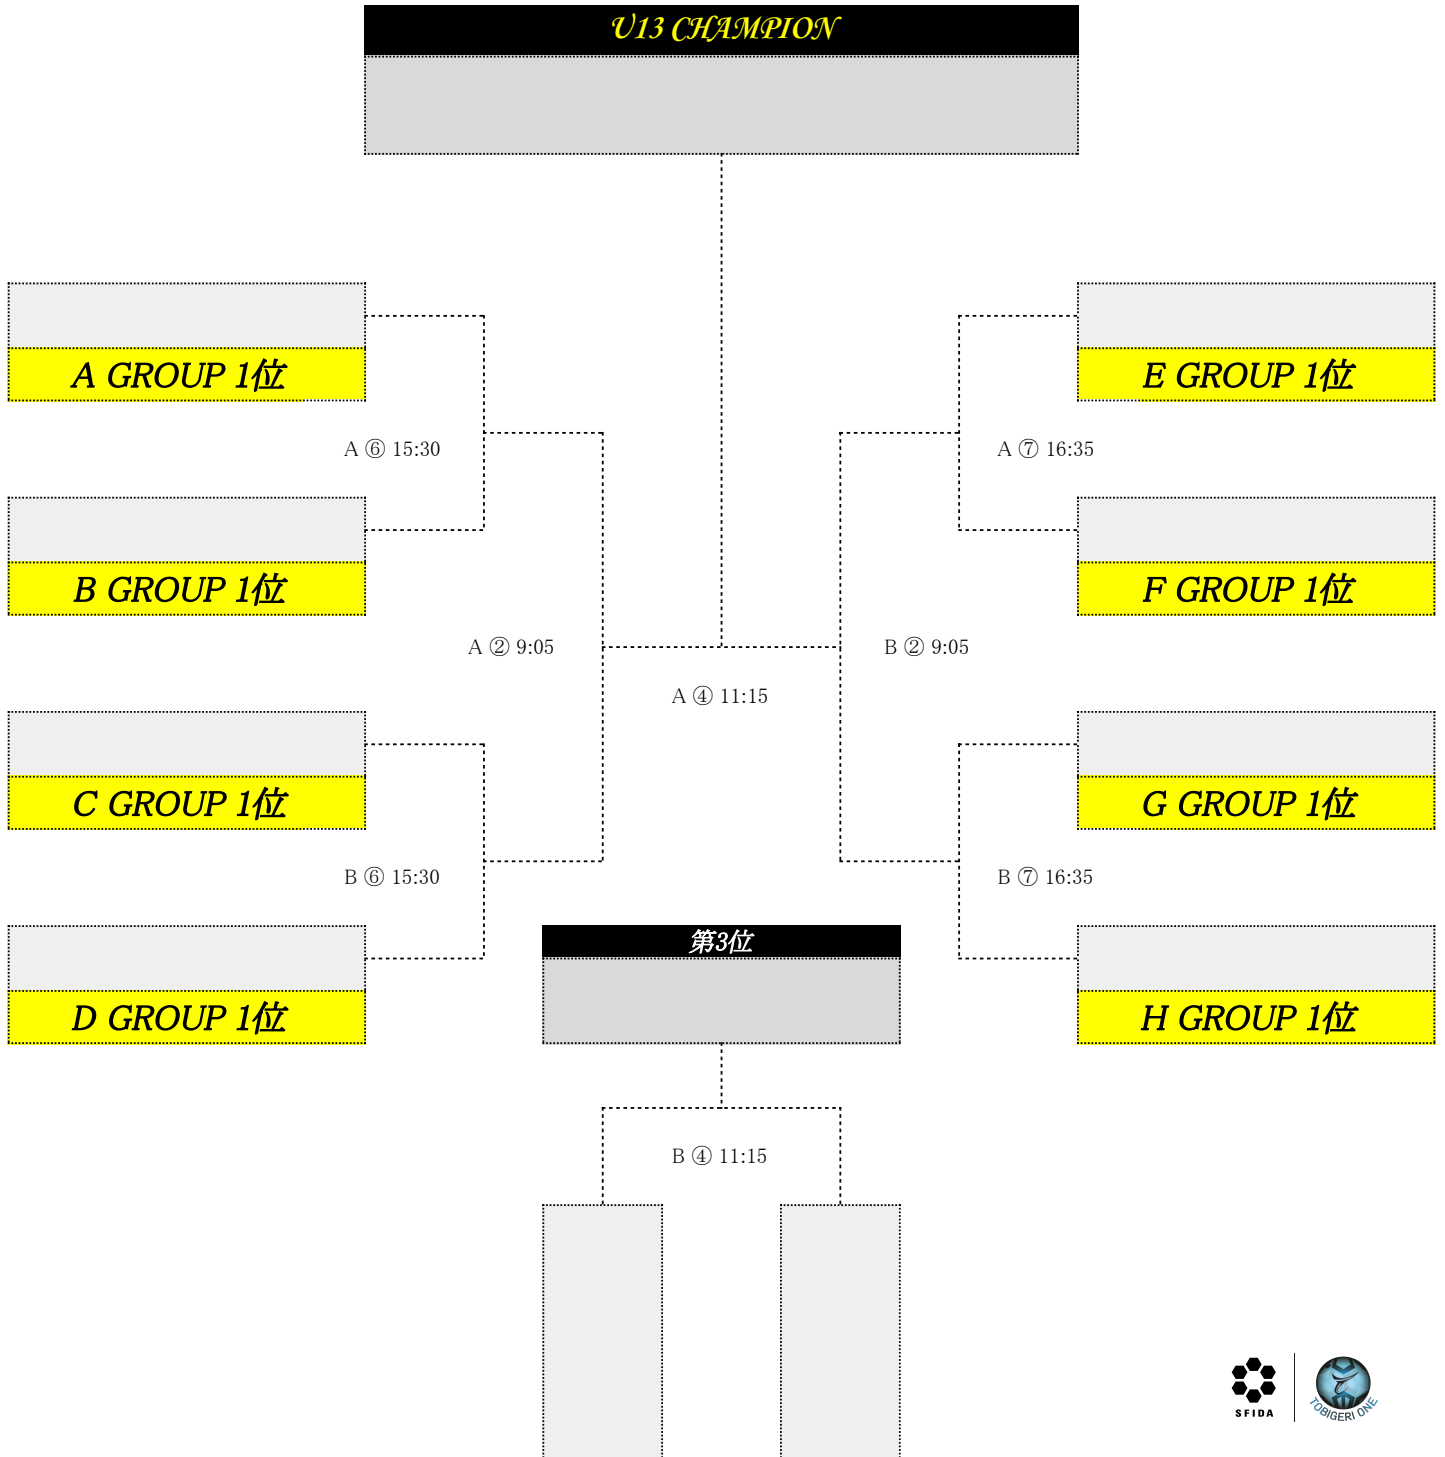 U13 CHAMPION
A GROUP 1位
E GROUP 1位
A ⑥ 15:30
A ⑦ 16:35
B GROUP 1位
F GROUP 1位
A ② 9:05
B ② 9:05
A ④ 11:15
C GROUP 1位
G GROUP 1位
B ⑥ 15:30
B ⑦ 16:35
第3位
D GROUP 1位
H GROUP 1位
B ④ 11:15
SFIDA
TOBIGERI ONE